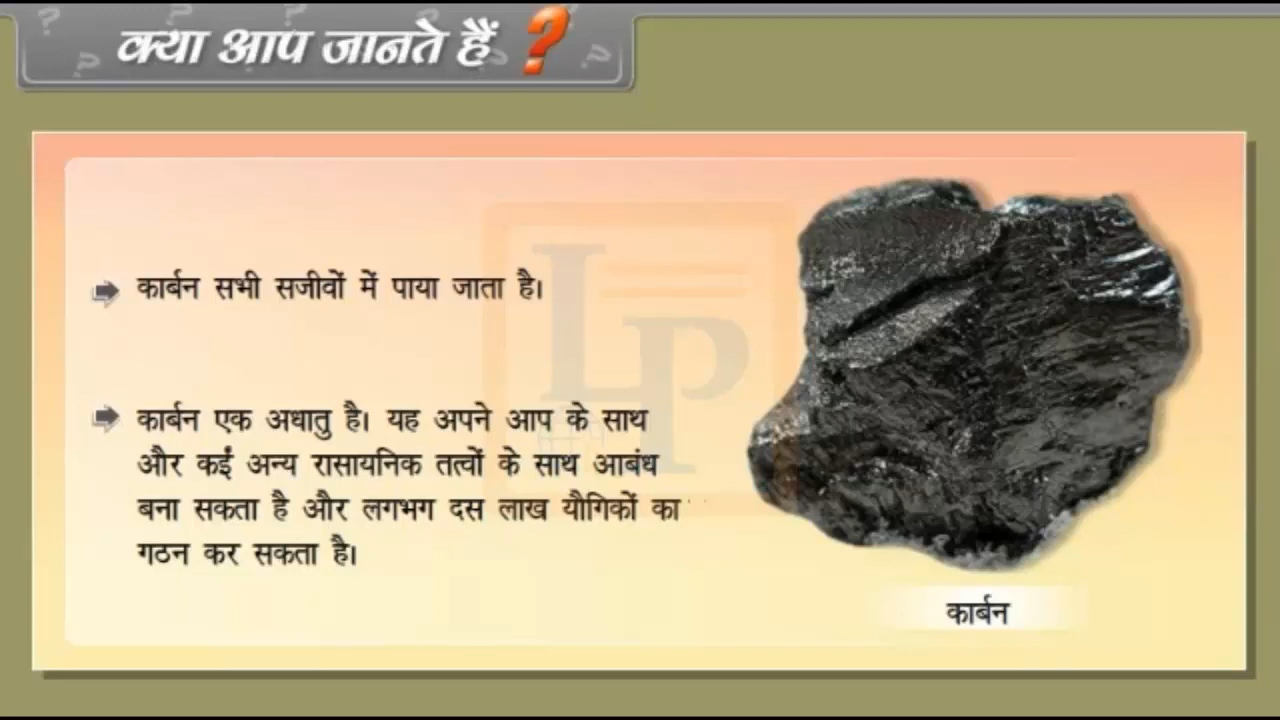 क्या आप जानते हैं ?
कार्बन सभी सजीवों में पाया जाता है।
कार्बन एक अधातु है। यह अपने आप के साथ
और कईं अन्य रासायनिक तत्वों के साथ आबंध
बना सकता है और लगभग दस लाख यौगिकों का
गठन कर सकता है।
कार्बन
LP